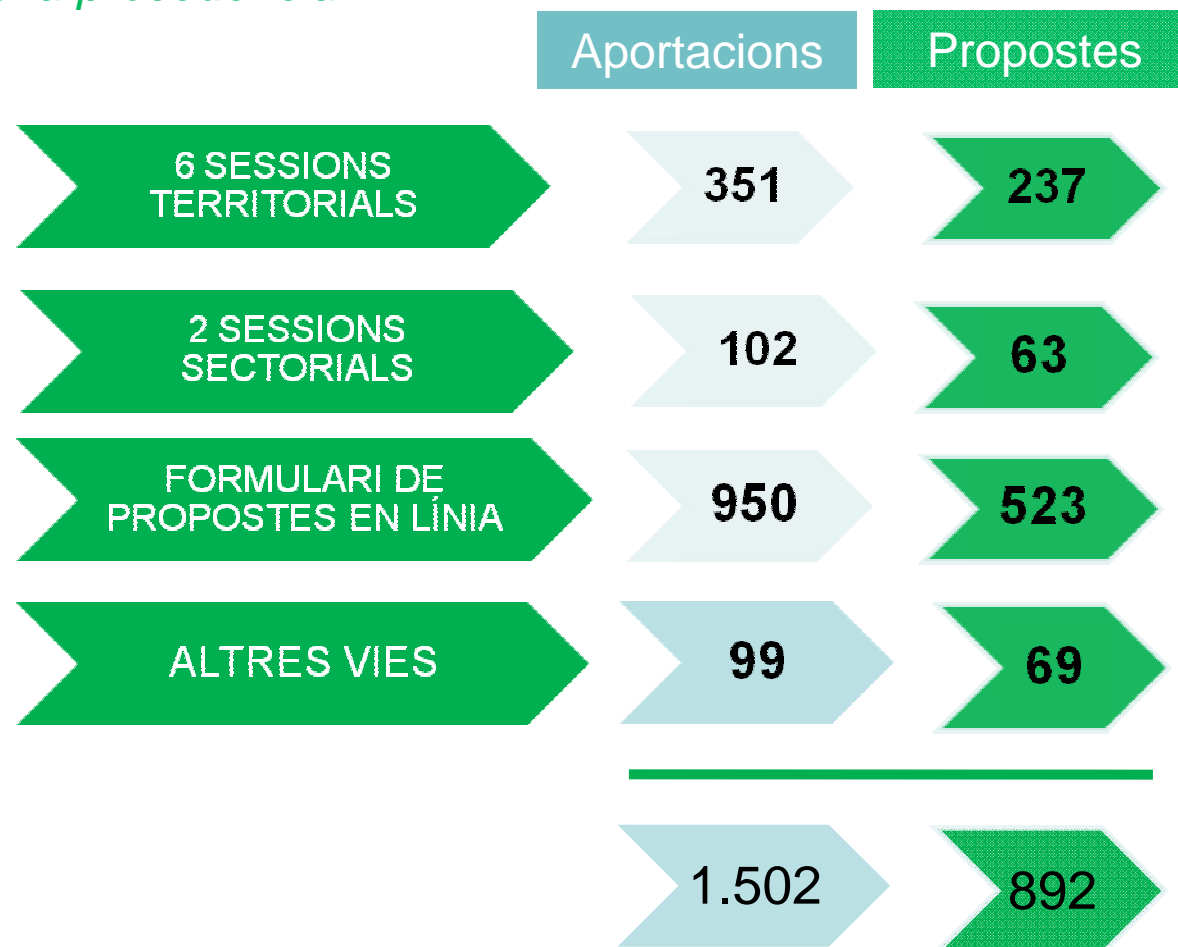 Aportacions Propostes
6 SESSIONS
TERRITORIALS
351 237
2 SESSIONS
SECTORIALS
102 63
FORMULARI DE
PROPOSTES EN LÍNIA
950 523
ALTRES VIES
99 69
1.502 892